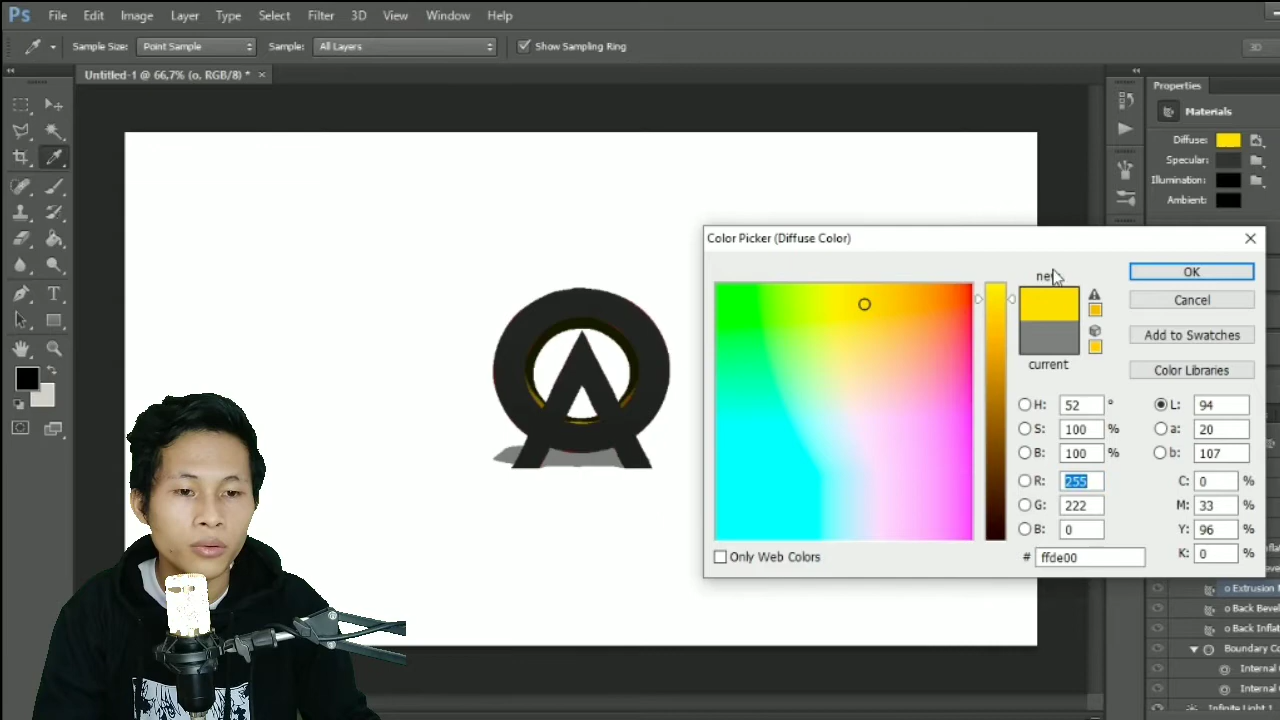 Ps File Edit Image Layer Type Select Filter 3D View Window Help
Sample Size: Point Sample Sample: All Layers Show Sampling Ring 3D
Untitled-1 @ 66,7% (o, RGB/8) * ×
Properties
Materials
Diffuse:
Specular:
Illumination:
Ambient:
Color Picker (Diffuse Color)
new
current
OK
Cancel
Add to Swatches
Color Libraries
H: 52 ° L: 94
S: 100 % a: 20
B: 100 % b: 107
R: 255 C: 0 %
G: 222 M: 33 %
B: 0 Y: 96 %
# ffde00 K: 0 %
Only Web Colors
o Extrusion
o Back Bevel
o Back Inflat
Boundary Co
Internal
Internal
Infinite Light 1